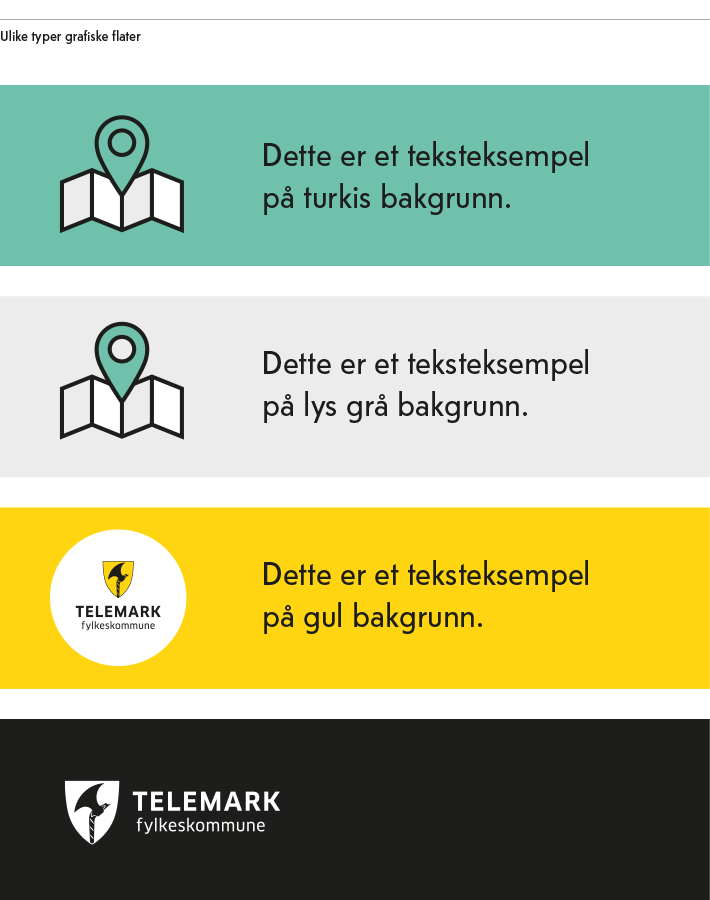 Ulike typer grafiske flater
Dette er et teksteksempel
på turkis bakgrunn.
Dette er et teksteksempel
på lys grå bakgrunn.
TELEMARK
fylkeskommune
Dette er et teksteksempel
på gul bakgrunn.
TELEMARK
fylkeskommune